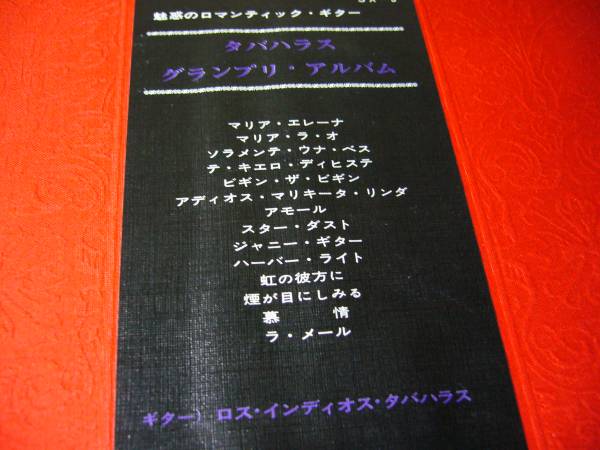 魅惑のロマンティック・ギター
タバハラス
グランプリ・アルバム
マリア・エレーナ
マリア・ラ・オ
ソラメンテ・ウナ・ベス
テ・キエロ・ディヒステ
ビギン・ザ・ビギン
アディオス・マリキータ・リンダ
アモール
スター・ダスト
ジャニー・ギター
ハーバー・ライト
虹の彼方に
煙が目にしみる
慕情
ラ・メール
ギター） ロス・インディオス・タバハラス